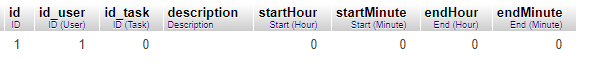 id id_user id_task description startHour startMinute endHour endMinute
ID ID (User) ID (Task) Description Start (Hour) Start (Minute) End (Hour) End (Minute)
1 1 0 0 0 0 0